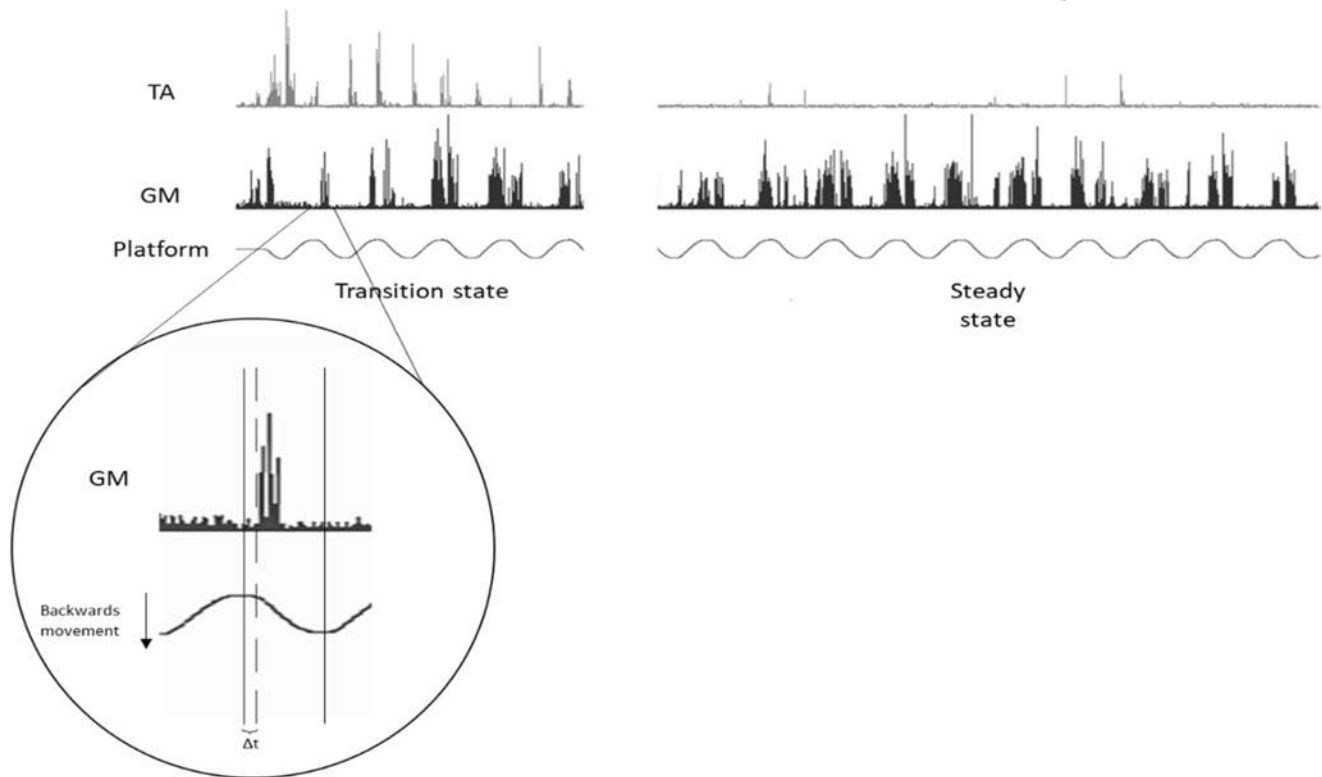 TA
GM
Platform
Transition state
Steady
state
GM
Backwards
movement
Δt